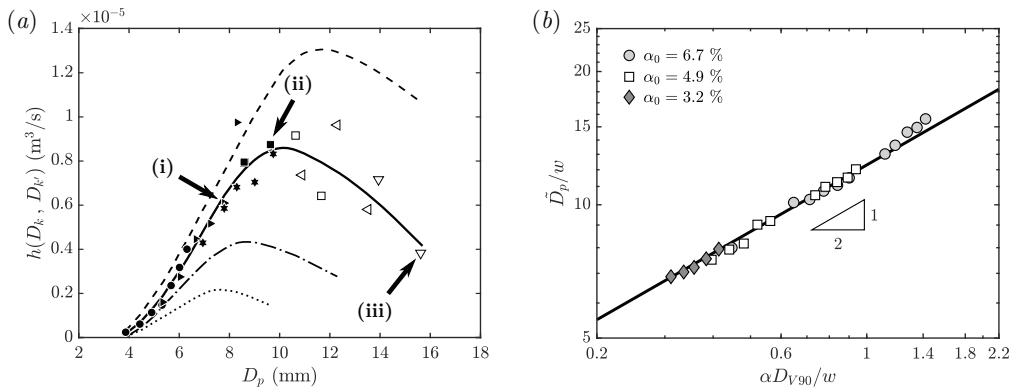 (a)
×10⁻⁵
1.4
1.2
1
0.8
0.6
0.4
0.2
0
2 4 6 8 10 12 14 16 18
D_p (mm)
h(D_k , D_k′) (m³/s)
(i)
(ii)
(iii)
(b)
25
20
15
10
5
0.2 0.6 1 1.4 1.8 2.2
αD_V90/w
D̃_p/w
α₀ = 6.7 %
α₀ = 4.9 %
α₀ = 3.2 %
1
2